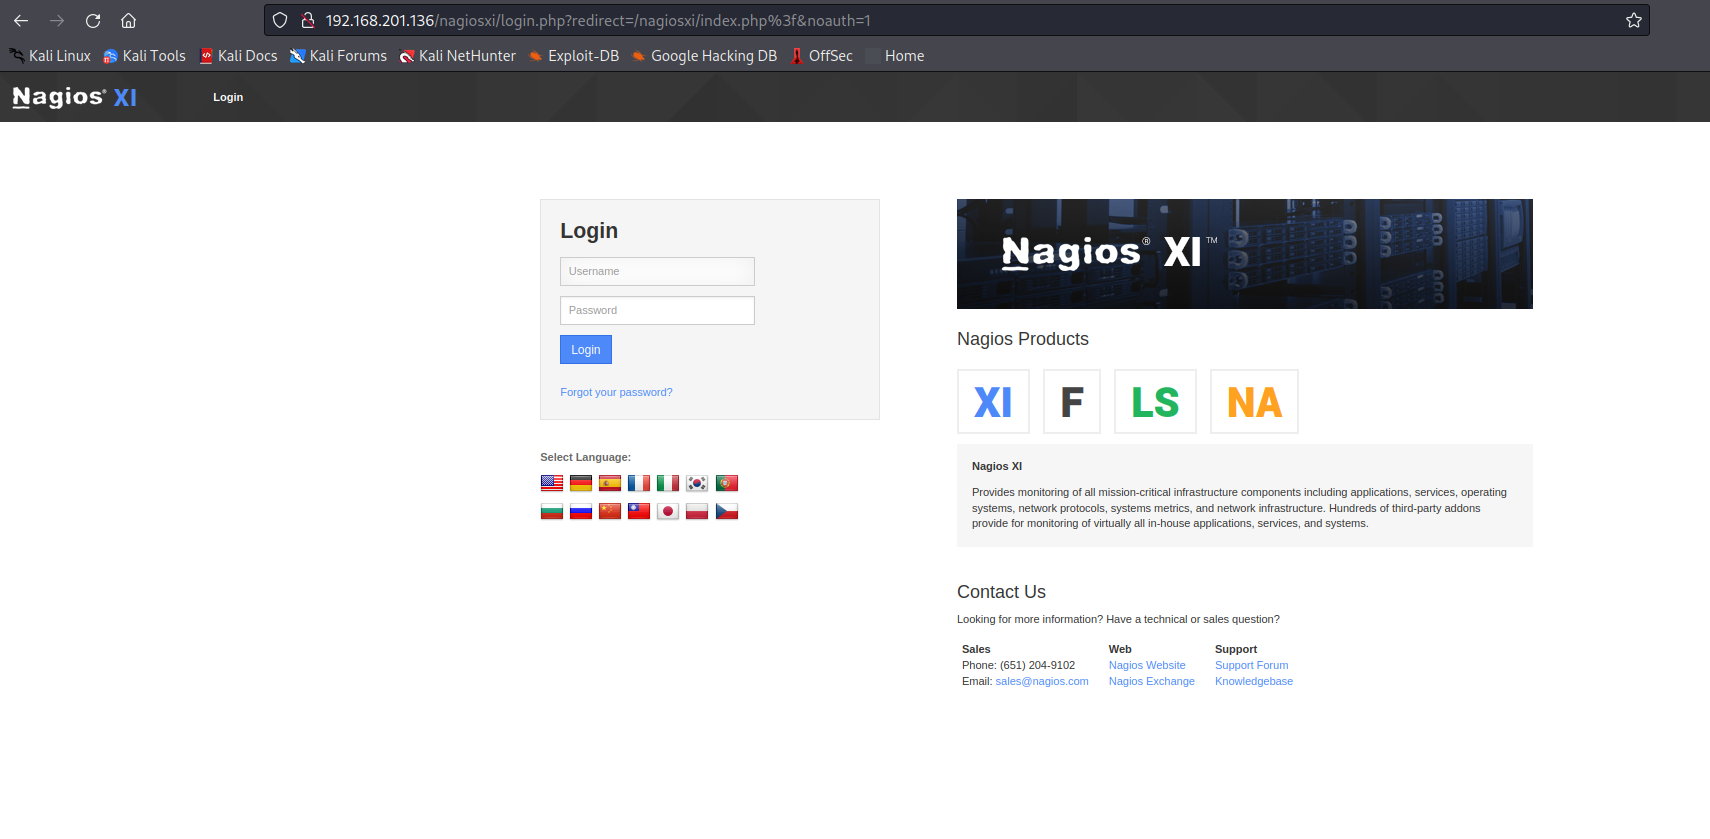 192.168.201.136/nagiosxi/login.php?redirect=/nagiosxi/index.php%3f&noauth=1
Kali Linux Kali Tools Kali Docs Kali Forums Kali NetHunter Exploit-DB Google Hacking DB OffSec Home
Nagios® XI Login
Login
Username
Password
Login
Forgot your password?
Select Language:
Nagios® XI™
Nagios Products
XI F LS NA
Nagios XI
Provides monitoring of all mission-critical infrastructure components including applications, services, operating
systems, network protocols, systems metrics, and network infrastructure. Hundreds of third-party addons
provide for monitoring of virtually all in-house applications, services, and systems.
Contact Us
Looking for more information? Have a technical or sales question?
Sales Web Support
Phone: (651) 204-9102 Nagios Website Support Forum
Email: sales@nagios.com Nagios Exchange Knowledgebase